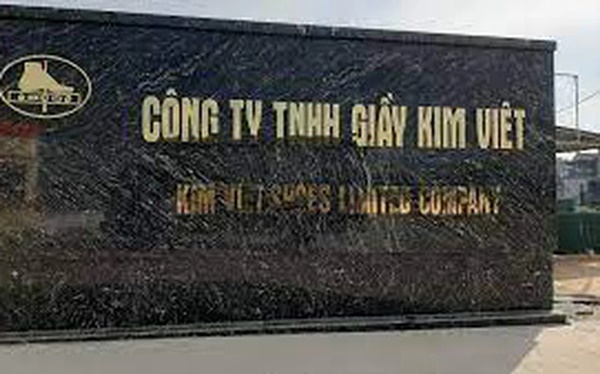 CÔNG TY TNHH GIẦY KIM VIỆT
KIM VIET SHOES LIMITED COMPANY